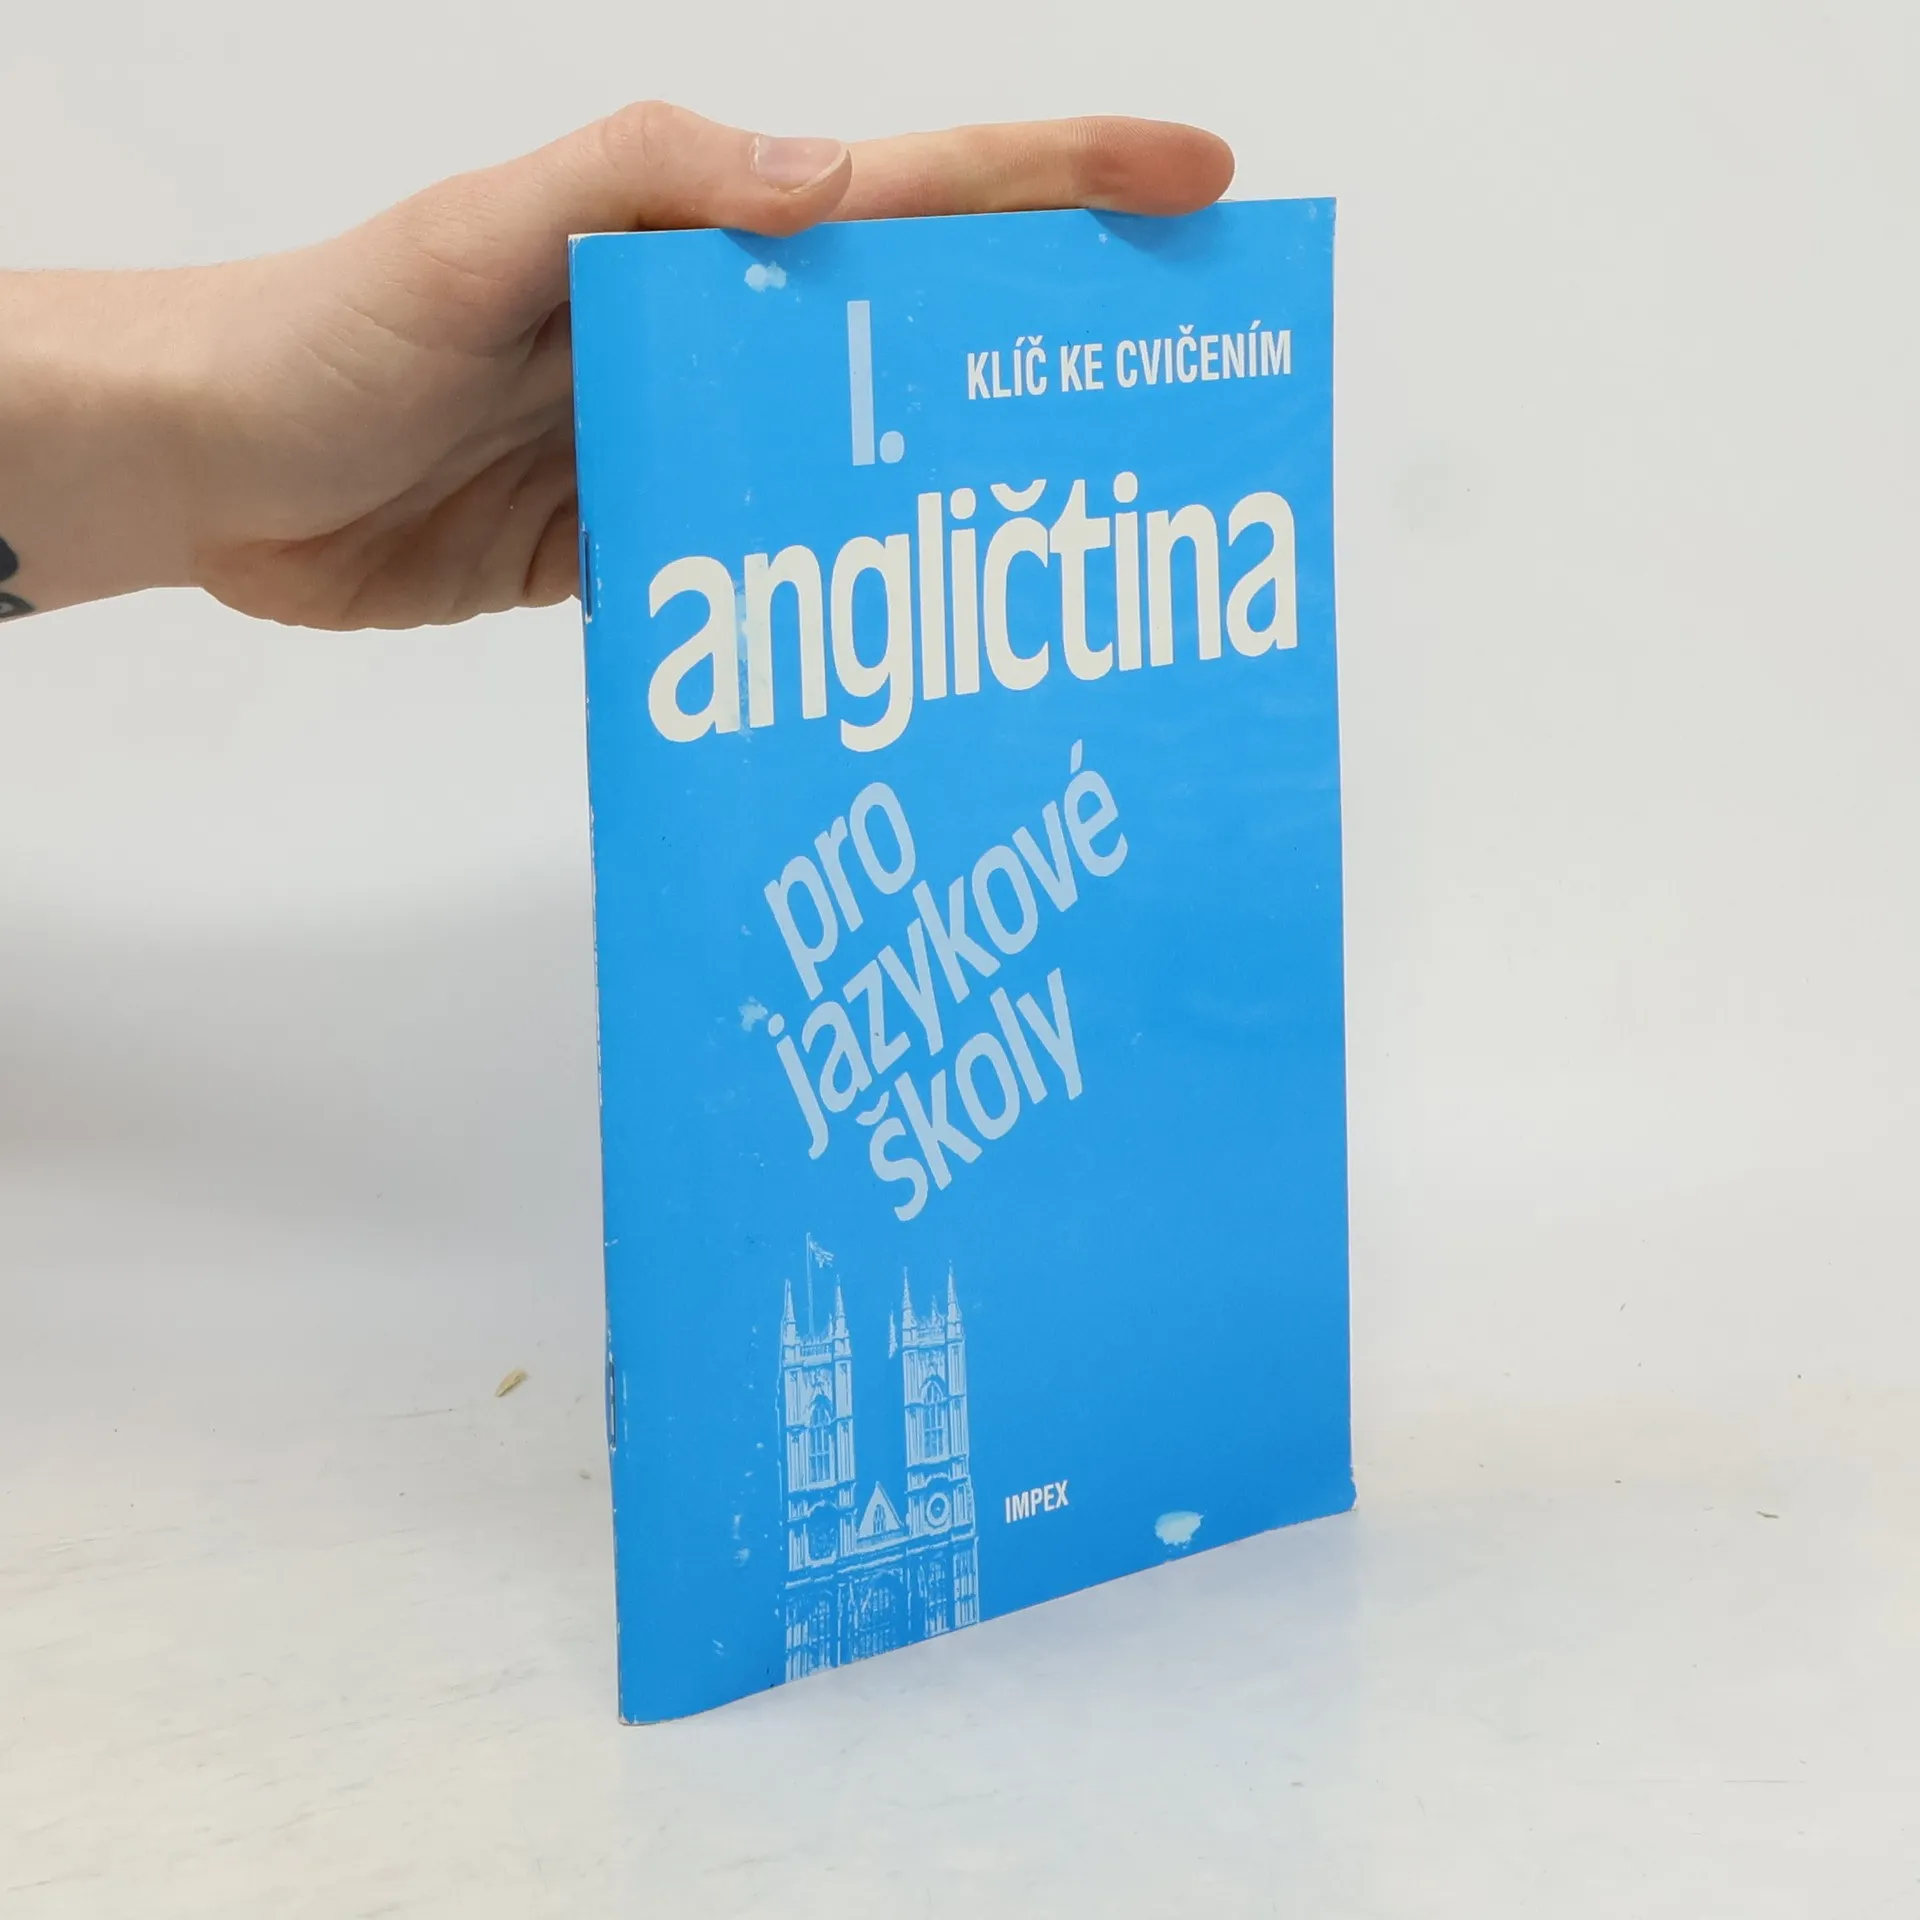 I.
KLÍČ KE CVIČENÍM
angličtina
pro
jazykové
školy
IMPEX